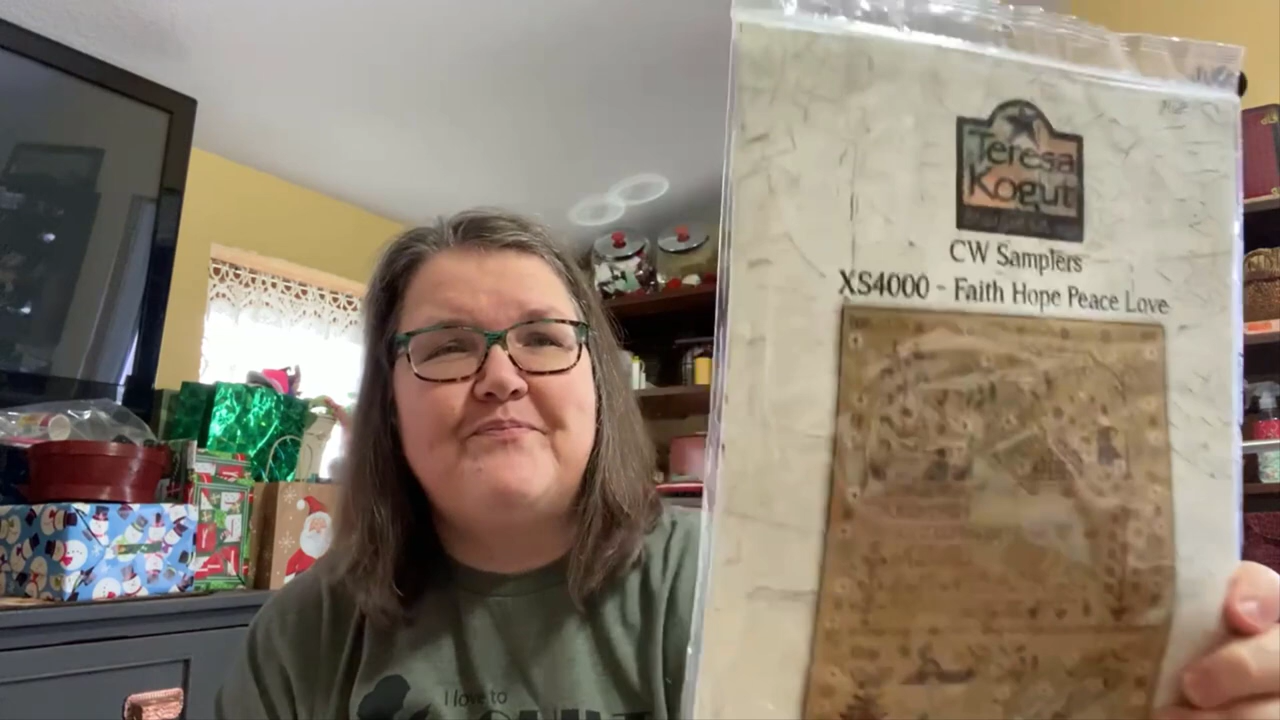 Teresa
Kogut
CW Samplers
XS4000 - Faith Hope Peace Love
I love to